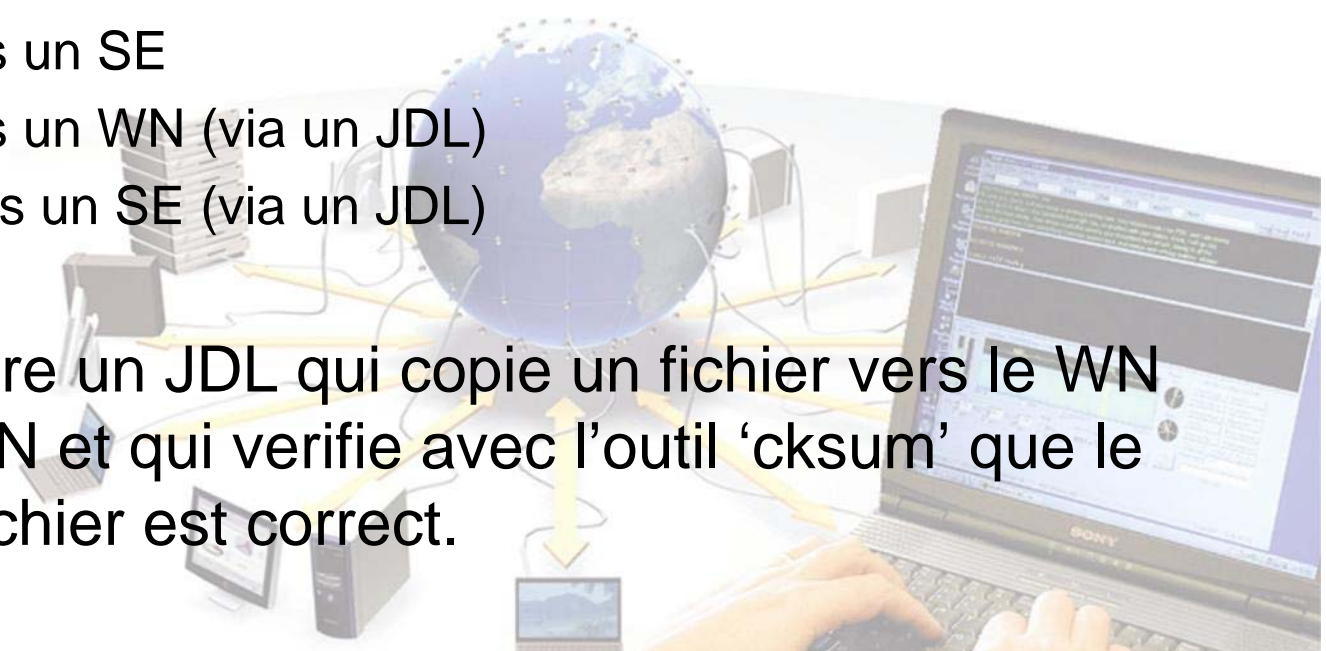 s un SE
s un WN (via un JDL)
s un SE (via un JDL)
re un JDL qui copie un fichier vers le WN
N et qui verifie avec l’outil ‘cksum’ que le
chier est correct.
SONY